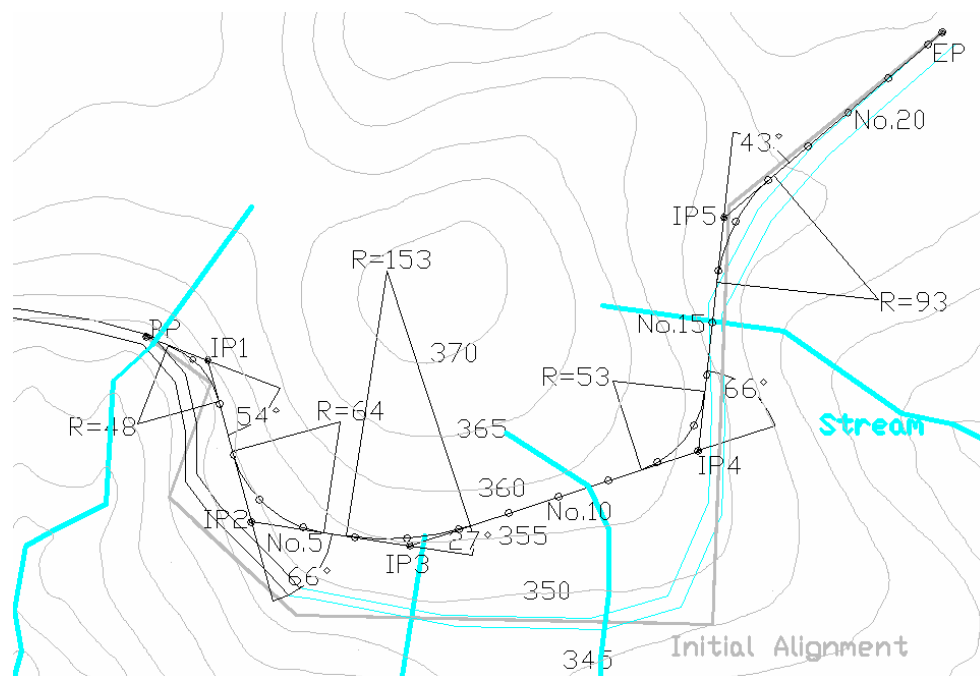 EP
No.20
43°
IP5
R=153
R=93
No.15
BP
IP1
370
R=53
66°
R=64
54°
R=48
365
Stream
IP4
360
No.10
IP2
No.5
27°
355
IP3
66°
350
Initial Alignment
345